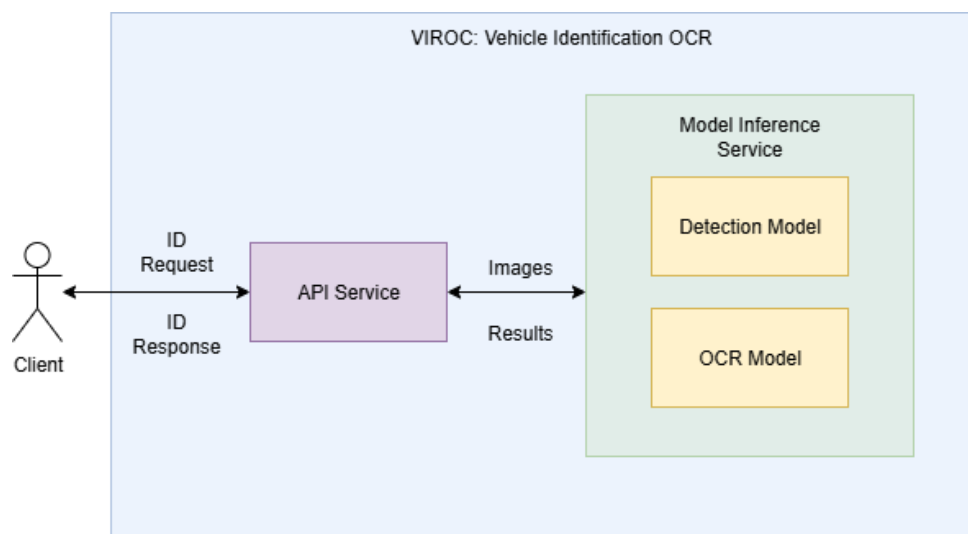 VIROC: Vehicle Identification OCR
Model Inference
Service
Detection Model
ID
Request
API Service
Images
ID
Response
Results
OCR Model
Client